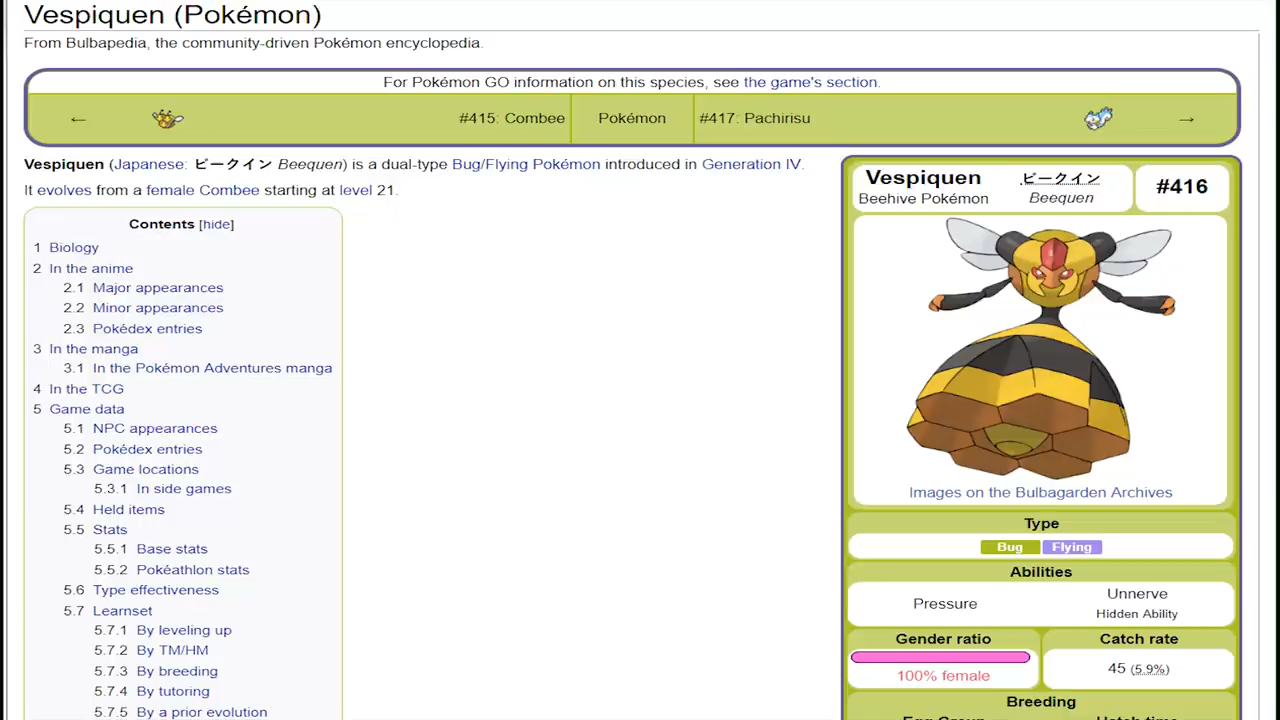 Vespiquen (Pokémon)
From Bulbapedia, the community-driven Pokémon encyclopedia.
For Pokémon GO information on this species, see the game's section.
← #415: Combee Pokémon #417: Pachirisu →
Vespiquen (Japanese: ビークイン Beequen) is a dual-type Bug/Flying Pokémon introduced in Generation IV.
It evolves from a female Combee starting at level 21.
Contents [hide]
1 Biology
2 In the anime
2.1 Major appearances
2.2 Minor appearances
2.3 Pokédex entries
3 In the manga
3.1 In the Pokémon Adventures manga
4 In the TCG
5 Game data
5.1 NPC appearances
5.2 Pokédex entries
5.3 Game locations
5.3.1 In side games
5.4 Held items
5.5 Stats
5.5.1 Base stats
5.5.2 Pokéathlon stats
5.6 Type effectiveness
5.7 Learnset
5.7.1 By leveling up
5.7.2 By TM/HM
5.7.3 By breeding
5.7.4 By tutoring
5.7.5 By a prior evolution
Vespiquen ビークイン #416
Beehive Pokémon Beequen
Images on the Bulbagarden Archives
Type
Bug Flying
Abilities
Pressure
Unnerve
Hidden Ability
Gender ratio
100% female
Catch rate
45 (5.9%)
Breeding
Egg Group Hatch time